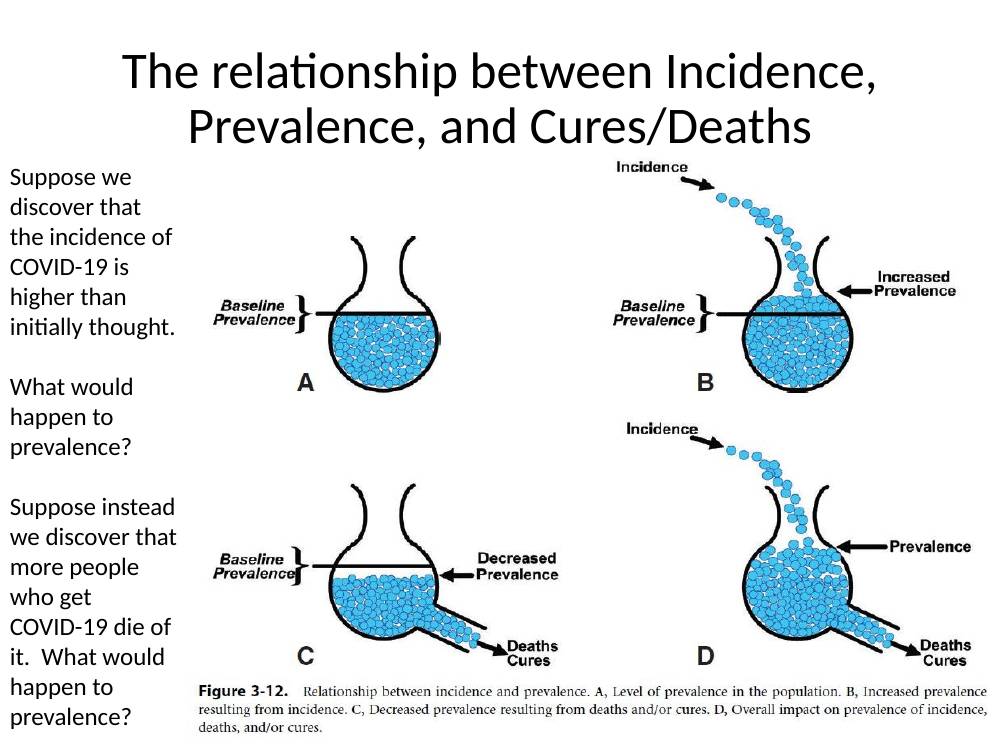 The relationship between Incidence,
Prevalence, and Cures/Deaths
Suppose we
discover that
the incidence of
COVID-19 is
higher than
initially thought.
What would
happen to
prevalence?
Suppose instead
we discover that
more people
who get
COVID-19 die of
it.  What would
happen to
prevalence?
Baseline
Prevalence
A
Incidence
Increased
Prevalence
Baseline
Prevalence
B
Baseline
Prevalence
Decreased
Prevalence
Deaths
Cures
C
Incidence
Prevalence
Deaths
Cures
D
Figure 3-12. Relationship between incidence and prevalence. A, Level of prevalence in the population. B, Increased prevalence
resulting from incidence. C, Decreased prevalence resulting from deaths and/or cures. D, Overall impact on prevalence of incidence,
deaths, and/or cures.